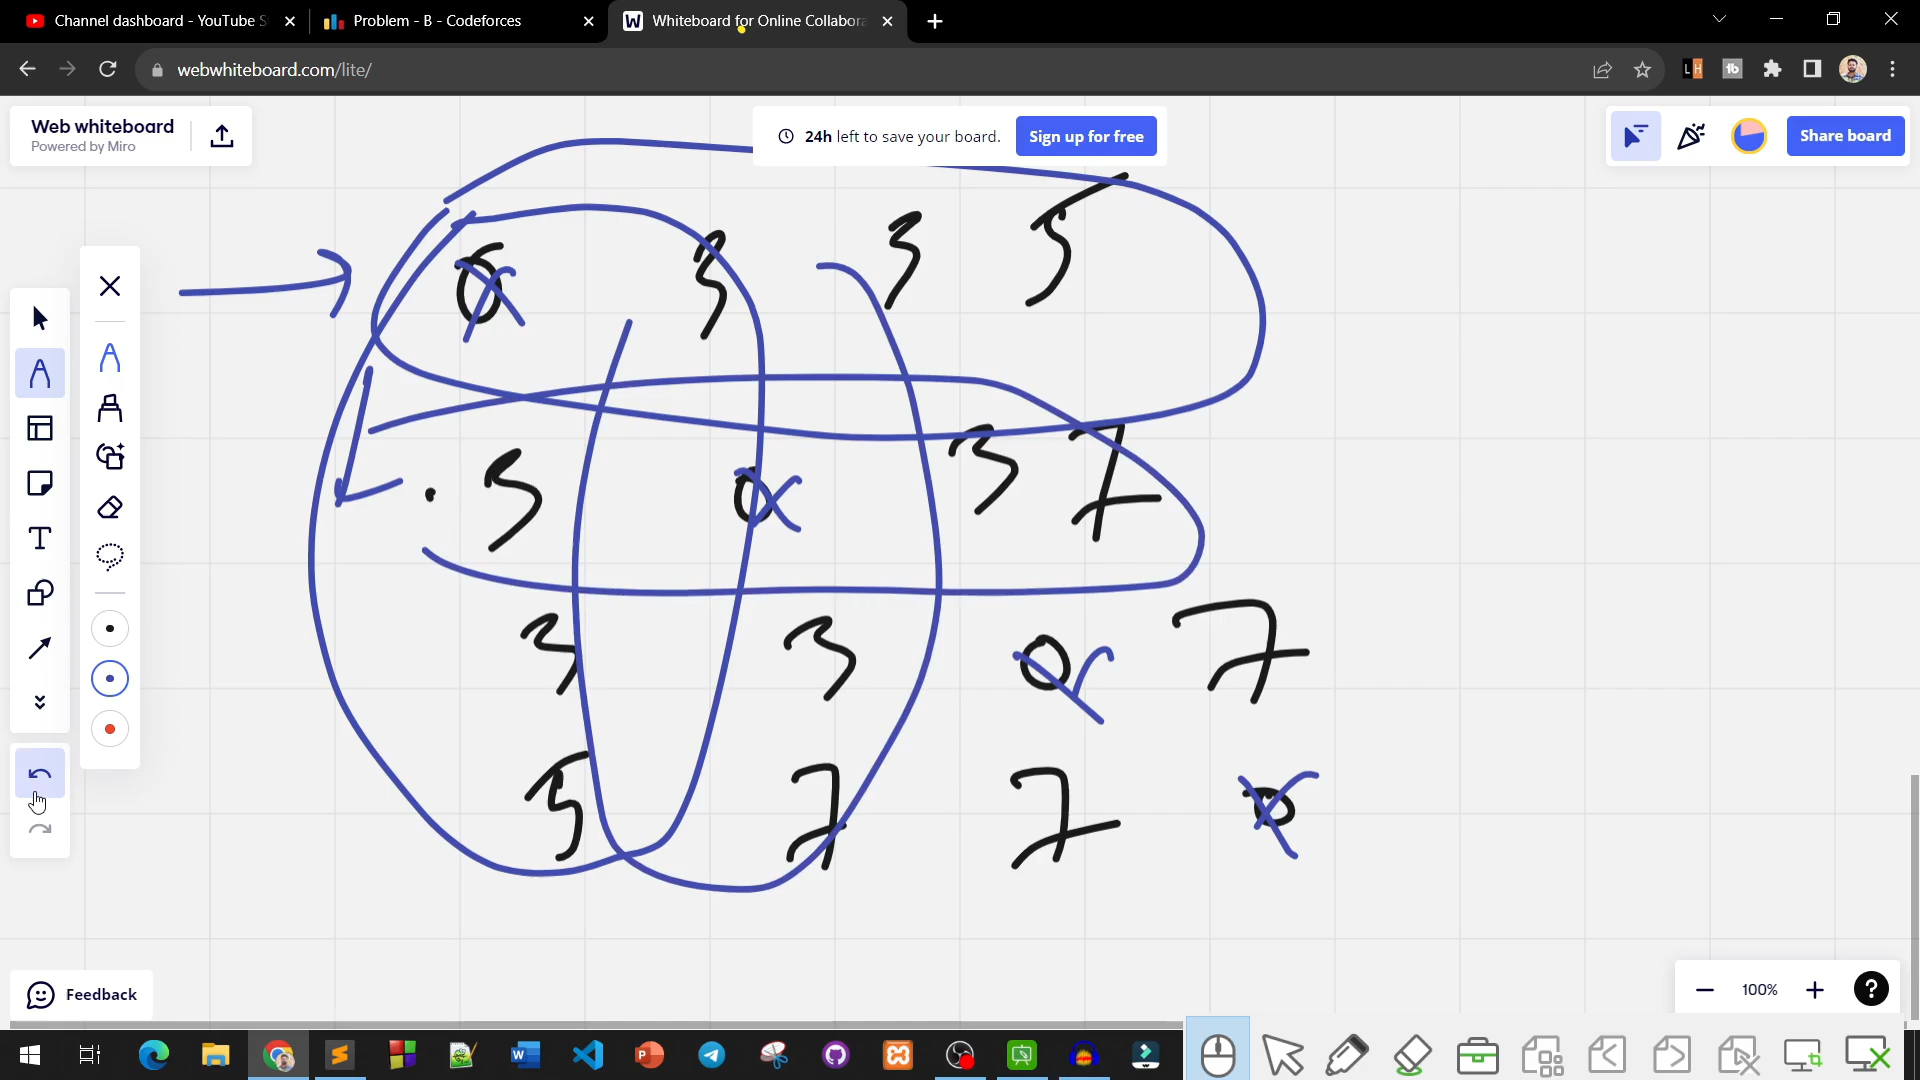 Channel dashboard - YouTube S
Problem - B - Codeforces
Whiteboard for Online Collabora
webwhiteboard.com/lite/
Web whiteboard
Powered by Miro
24h left to save your board.
Sign up for free
Share board
0 3 3 5
3 0 3 7
3 3 0 7
5 7 7 0
Feedback
100%